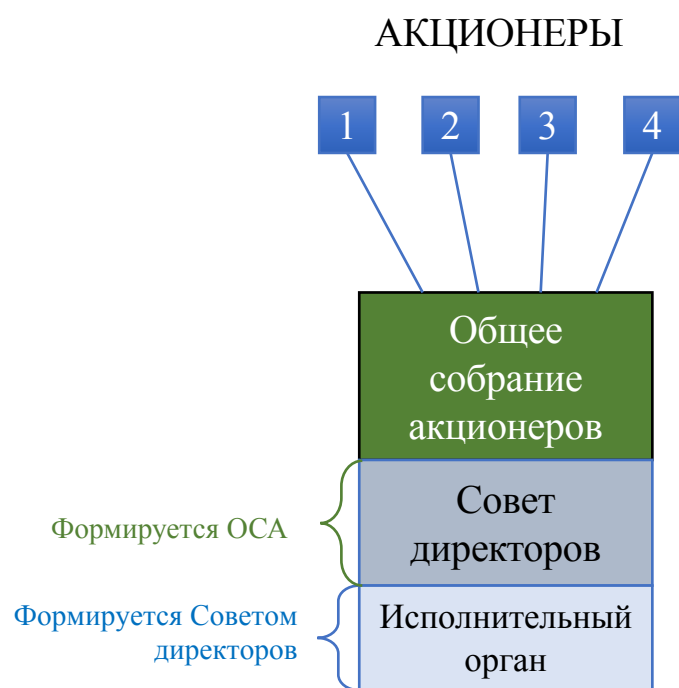 АКЦИОНЕРЫ
1 2 3 4
Общее
собрание
акционеров
Формируется ОСА
Совет
директоров
Формируется Советом
директоров
Исполнительный
орган